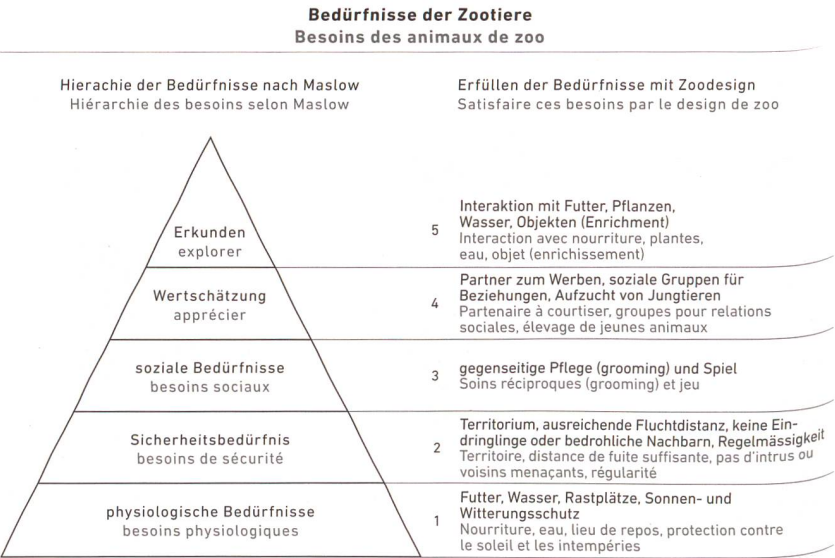 Bedürfnisse der Zootiere
Besoins des animaux de zoo
Hierachie der Bedürfnisse nach Maslow
Hiérarchie des besoins selon Maslow
Erfüllen der Bedürfnisse mit Zoodesign
Satisfaire ces besoins par le design de zoo
Erkunden
explorer
5
Interaktion mit Futter, Pflanzen,
Wasser, Objekten (Enrichment)
Interaction avec nourriture, plantes,
eau, objet (enrichissement)
Wertschätzung
apprécier
4
Partner zum Werben, soziale Gruppen für
Beziehungen, Aufzucht von Jungtieren
Partenaire à courtiser, groupes pour relations
sociales, élevage de jeunes animaux
soziale Bedürfnisse
besoins sociaux
3
gegenseitige Pflege (grooming) und Spiel
Soins réciproques (grooming) et jeu
Sicherheitsbedürfnis
besoins de sécurité
2
Territorium, ausreichende Fluchtdistanz, keine Ein-
dringlinge oder bedrohliche Nachbarn, Regelmässigkeit
Territoire, distance de fuite suffisante, pas d'intrus ou
voisins menaçants, régularité
physiologische Bedürfnisse
besoins physiologiques
1
Futter, Wasser, Rastplätze, Sonnen- und
Witterungsschutz
Nourriture, eau, lieu de repos, protection contre
le soleil et les intempéries